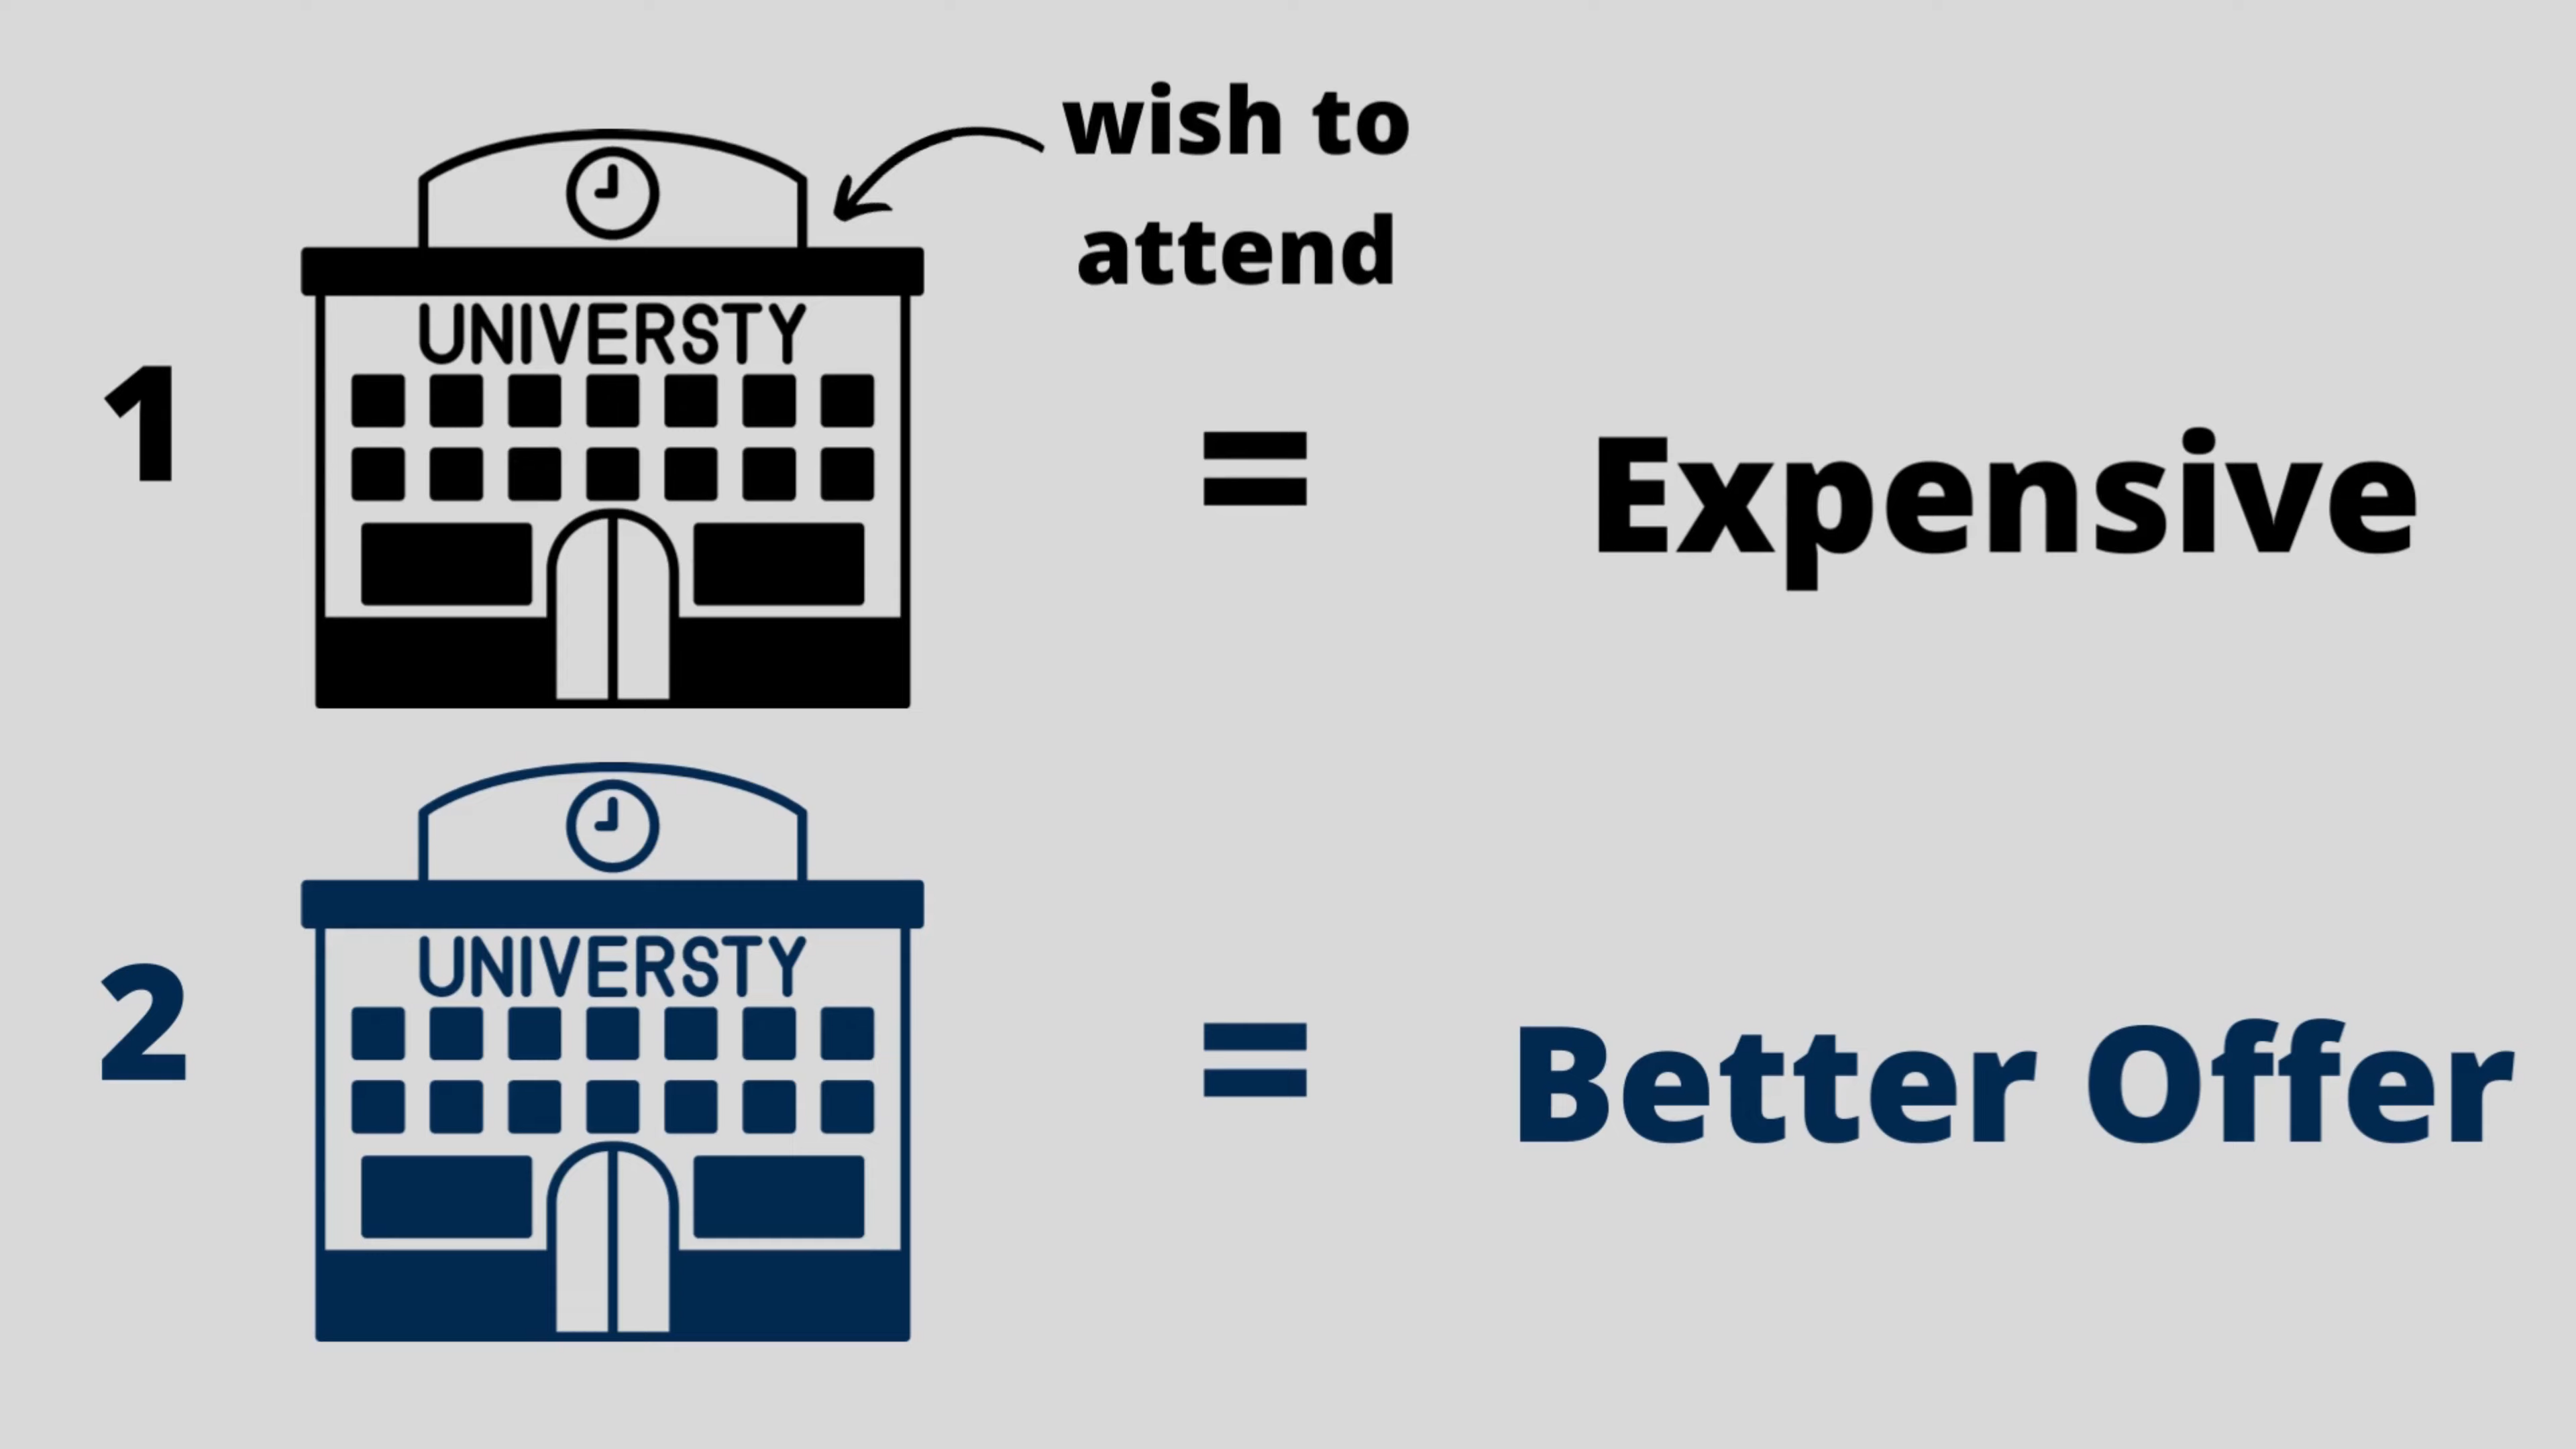 wish to
attend
UNIVERSTY
1
=
Expensive
UNIVERSTY
2
=
Better Offer